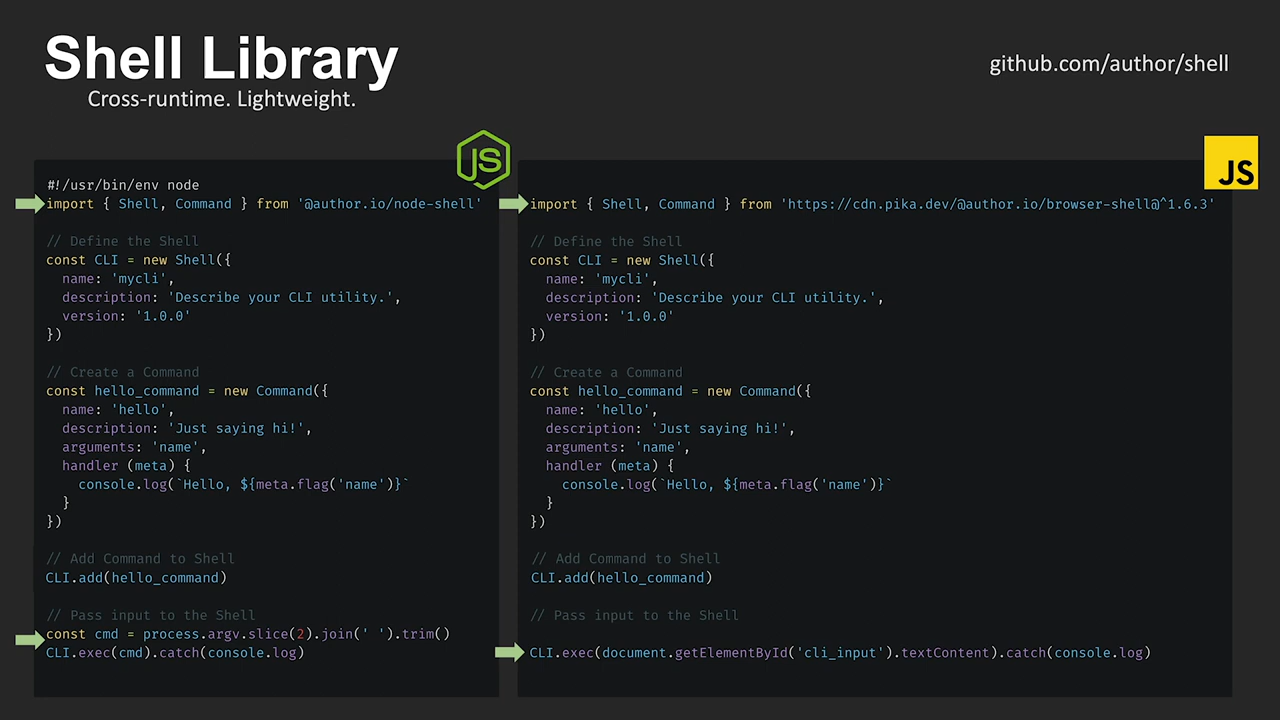 Shell Library
Cross-runtime. Lightweight.
github.com/author/shell
JS
#!/usr/bin/env node
import { Shell, Command } from '@author.io/node-shell'

// Define the Shell
const CLI = new Shell({
  name: 'mycli',
  description: 'Describe your CLI utility.',
  version: '1.0.0'
})

// Create a Command
const hello_command = new Command({
  name: 'hello',
  description: 'Just saying hi!',
  arguments: 'name',
  handler (meta) {
    console.log(`Hello, ${meta.flag('name')}`
  }
})

// Add Command to Shell
CLI.add(hello_command)

// Pass input to the Shell
const cmd = process.argv.slice(2).join(' ').trim()
CLI.exec(cmd).catch(console.log)

JS
import { Shell, Command } from 'https://cdn.pika.dev/@author.io/browser-shell@^1.6.3'

// Define the Shell
const CLI = new Shell({
  name: 'mycli',
  description: 'Describe your CLI utility.',
  version: '1.0.0'
})

// Create a Command
const hello_command = new Command({
  name: 'hello',
  description: 'Just saying hi!',
  arguments: 'name',
  handler (meta) {
    console.log(`Hello, ${meta.flag('name')}`
  }
})

// Add Command to Shell
CLI.add(hello_command)

// Pass input to the Shell

CLI.exec(document.getElementById('cli_input').textContent).catch(console.log)